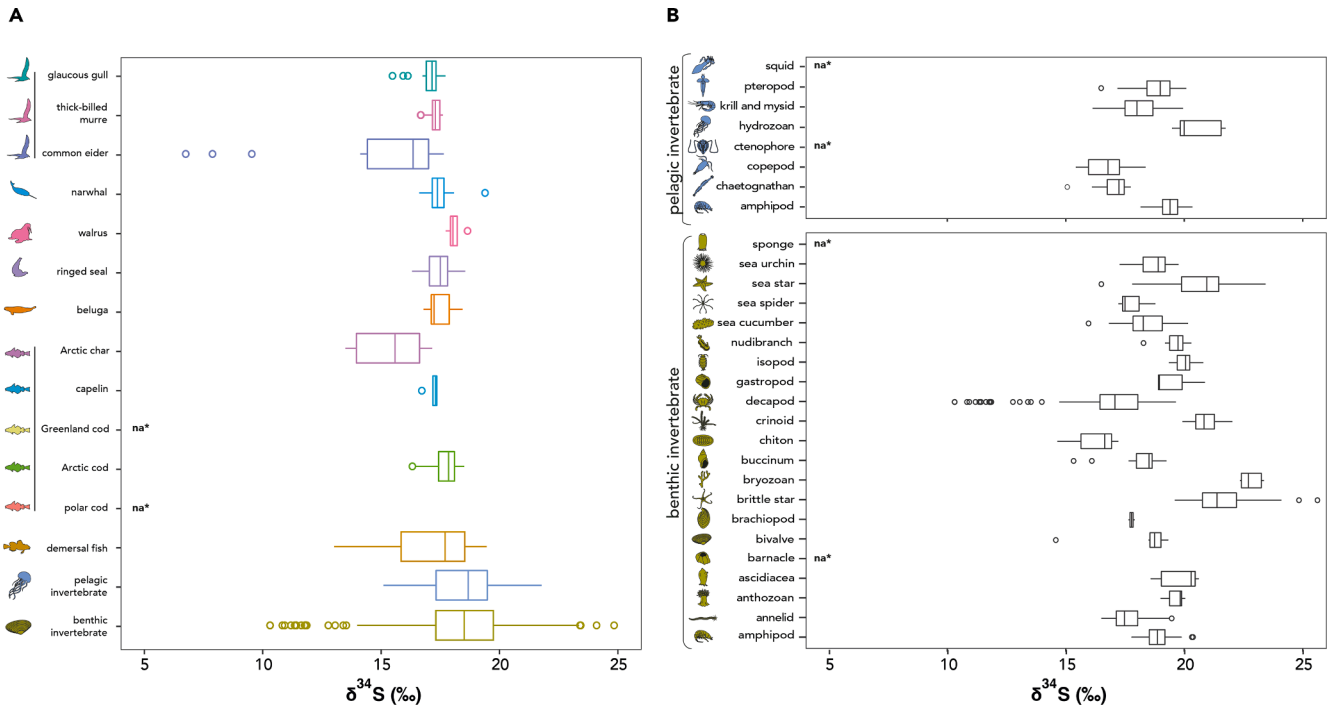 A
glaucous gull
thick-billed
murre
common eider
narwhal
walrus
ringed seal
beluga
Arctic char
capelin
Greenland cod
na*
Arctic cod
polar cod
na*
demersal fish
pelagic
invertebrate
benthic
invertebrate
5
10
15
20
25
δ³⁴S (‰)
B
pelagic invertebrate
squid
na*
pteropod
krill and mysid
hydrozoan
ctenophore
na*
copepod
chaetognathan
amphipod
benthic invertebrate
sponge
na*
sea urchin
sea star
sea spider
sea cucumber
nudibranch
isopod
gastropod
decapod
crinoid
chiton
buccinum
bryozoan
brittle star
brachiopod
bivalve
barnacle
na*
ascidiacea
anthozoan
annelid
amphipod
5
10
15
20
25
δ³⁴S (‰)